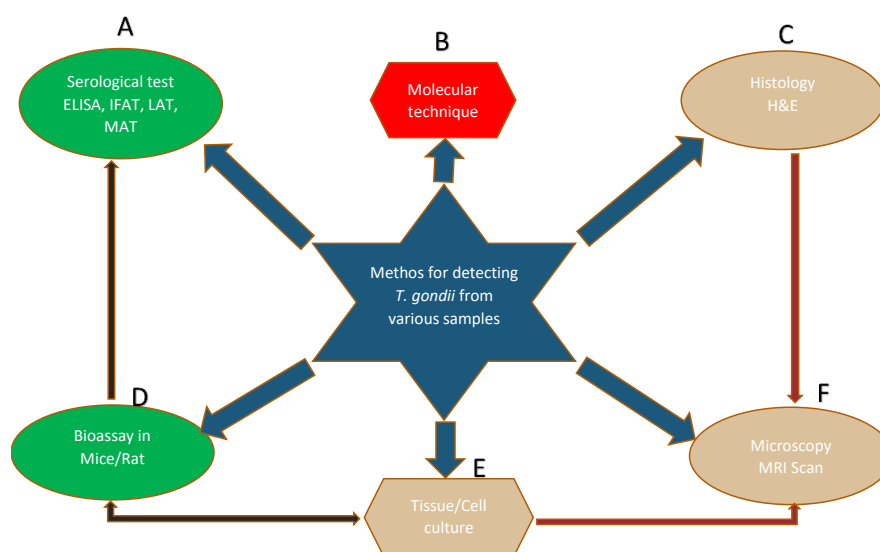 A
Serological test
ELISA, IFAT, LAT,
MAT
B
Molecular
technique
C
Histology
H&E
Methos for detecting
T. gondii from
various samples
D
Bioassay in
Mice/Rat
E
Tissue/Cell
culture
F
Microscopy
MRI Scan